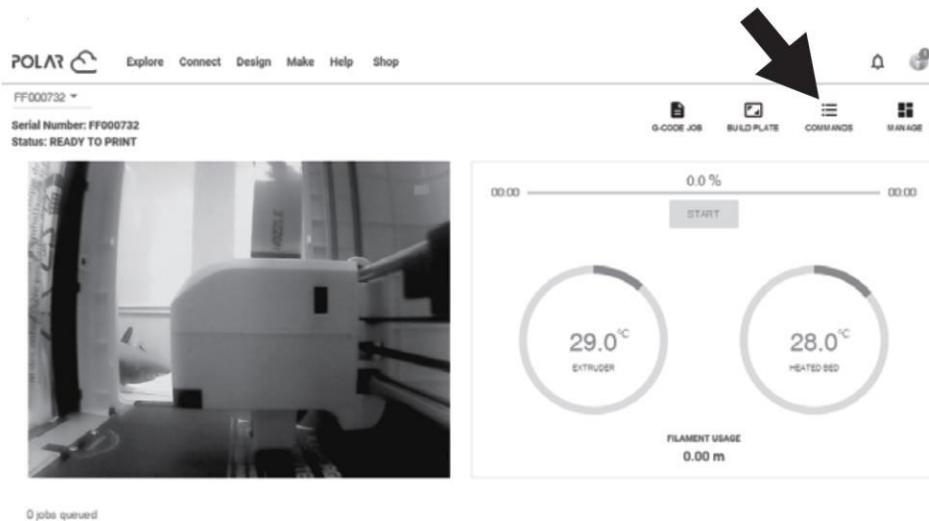 POLAR
Explore Connect Design Make Help Shop
FF000732
Serial Number: FF000732
Status: READY TO PRINT
G-CODE JOB BUILD PLATE COMMANDS MANAGE
NOZZLE
00:00 0.0 % 00:00
START
29.0°C
EXTRUDER
28.0°C
HEATED BED
FILAMENT USAGE
0.00 m
0 jobs queued